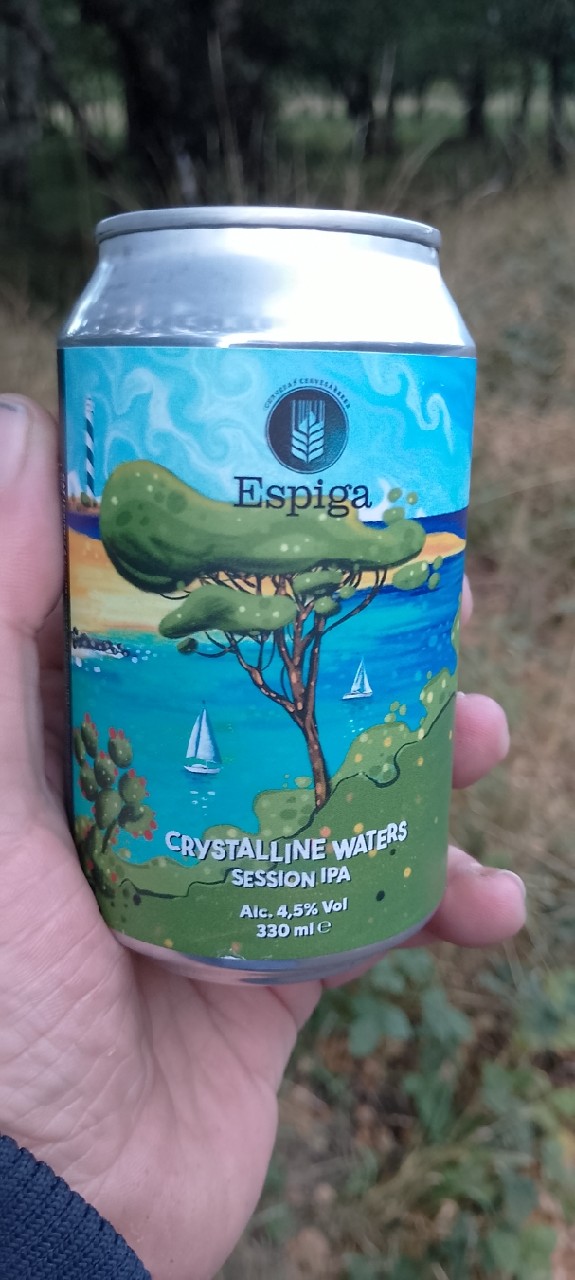 Espiga
CRYSTALLINE WATERS
SESSION IPA
Alc. 4,5% Vol
330 ml ℮